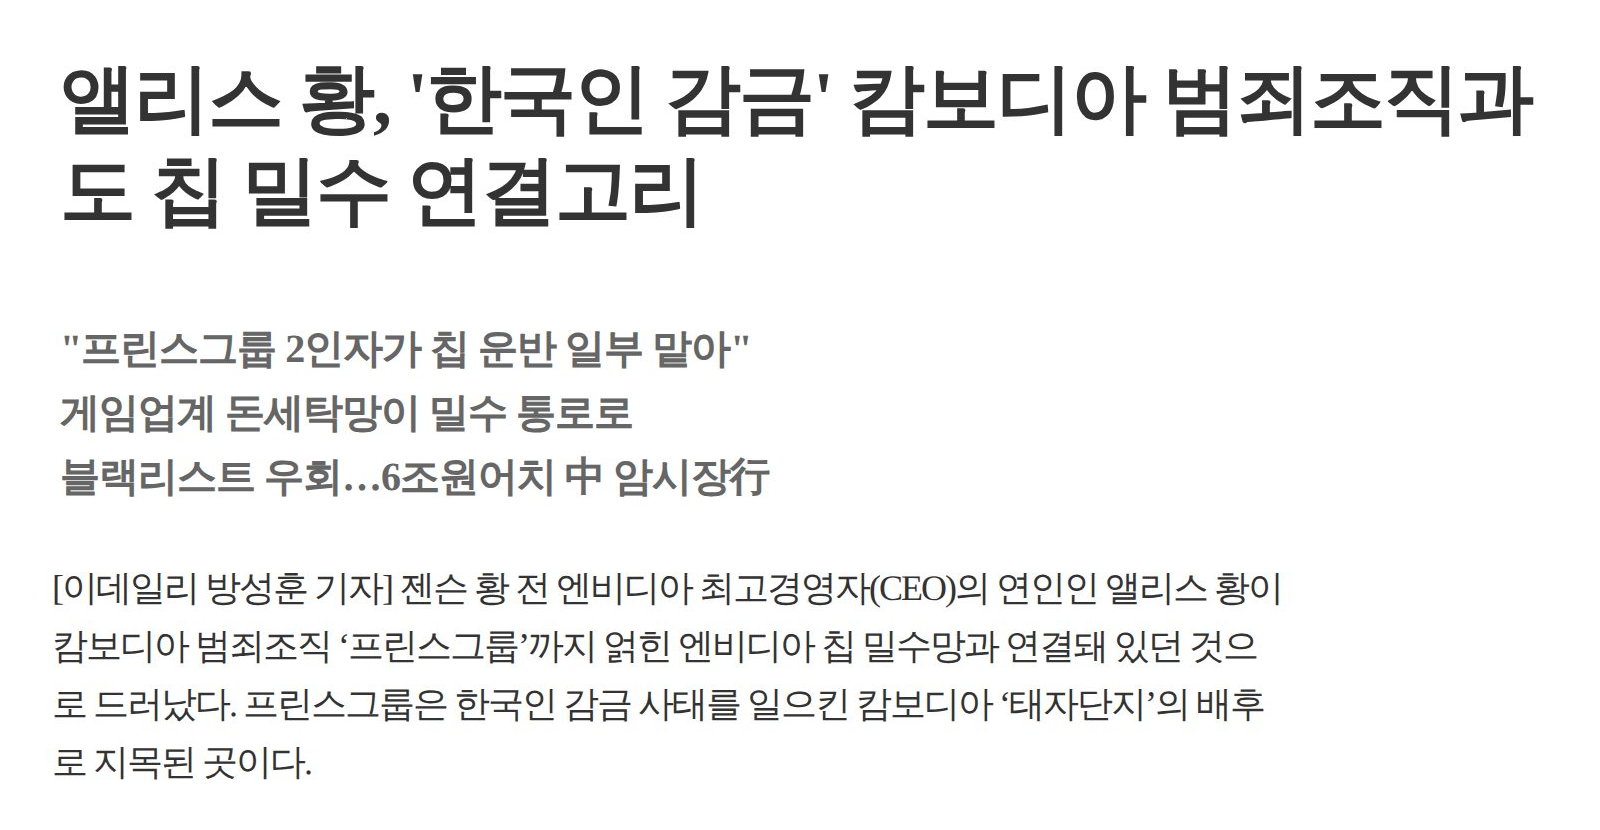 앨리스 황, '한국인 감금' 캄보디아 범죄조직과
도 칩 밀수 연결고리
"프린스그룹 2인자가 칩 운반 일부 맡아"
게임업계 돈세탁망이 밀수 통로로
블랙리스트 우회…6조원어치 中 암시장行
[이데일리 방성훈 기자] 젠슨 황 전 엔비디아 최고경영자(CEO)의 연인인 앨리스 황이
캄보디아 범죄조직 ‘프린스그룹’까지 얽힌 엔비디아 칩 밀수망과 연결돼 있던 것으
로 드러났다. 프린스그룹은 한국인 감금 사태를 일으킨 캄보디아 ‘태자단지’의 배후
로 지목된 곳이다.